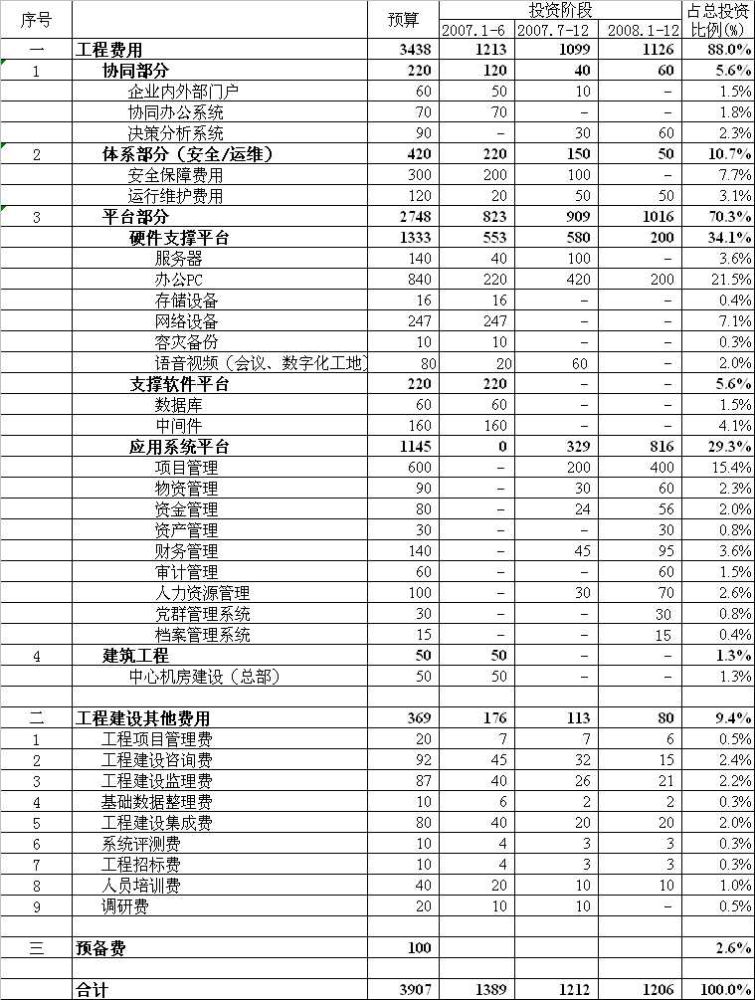 序号 预算 投资阶段 占总投资比例(%)
2007.1-6 2007.7-12 2008.1-12
一 工程费用 3438 1213 1099 1126 88.0%
1 协同部分 220 120 40 60 5.6%
企业内外部门户 60 50 10 – 1.5%
协同办公系统 70 70 – – 1.8%
决策分析系统 90 – 30 60 2.3%
2 体系部分（安全/运维） 420 220 150 50 10.7%
安全保障费用 300 200 100 – 7.7%
运行维护费用 120 20 50 50 3.1%
3 平台部分 2748 823 909 1016 70.3%
硬件支撑平台 1333 553 580 200 34.1%
服务器 140 40 100 – 3.6%
办公PC 840 220 420 200 21.5%
存储设备 16 16 – – 0.4%
网络设备 247 247 – – 7.1%
容灾备份 10 10 – – 0.3%
语音视频（会议、数字化工地） 80 20 60 – 2.0%
支撑软件平台 220 220 – – 5.6%
数据库 60 60 – – 1.5%
中间件 160 160 – – 4.1%
应用系统平台 1145 0 329 816 29.3%
项目管理 600 – 200 400 15.4%
物资管理 90 – 30 60 2.3%
资金管理 80 – 24 56 2.0%
资产管理 30 – – 30 0.8%
财务管理 140 – 45 95 3.6%
审计管理 60 – – 60 1.5%
人力资源管理 100 – 30 70 2.6%
党群管理系统 30 – – 30 0.8%
档案管理系统 15 – – 15 0.4%
4 建筑工程 50 50 – – 1.3%
中心机房建设（总部） 50 50 – – 1.3%
二 工程建设其他费用 369 176 113 80 9.4%
1 工程项目管理费 20 7 7 6 0.5%
2 工程建设咨询费 92 45 32 15 2.4%
3 工程建设监理费 87 40 26 21 2.2%
4 基础数据整理费 10 6 2 2 0.3%
5 工程建设集成费 80 40 20 20 2.0%
6 系统评测费 10 4 3 3 0.3%
7 工程招标费 10 4 3 3 0.3%
8 人员培训费 40 20 10 10 1.0%
9 调研费 20 10 10 – 0.5%
三 预备费 100 2.6%
合计 3907 1389 1212 1206 100.0%